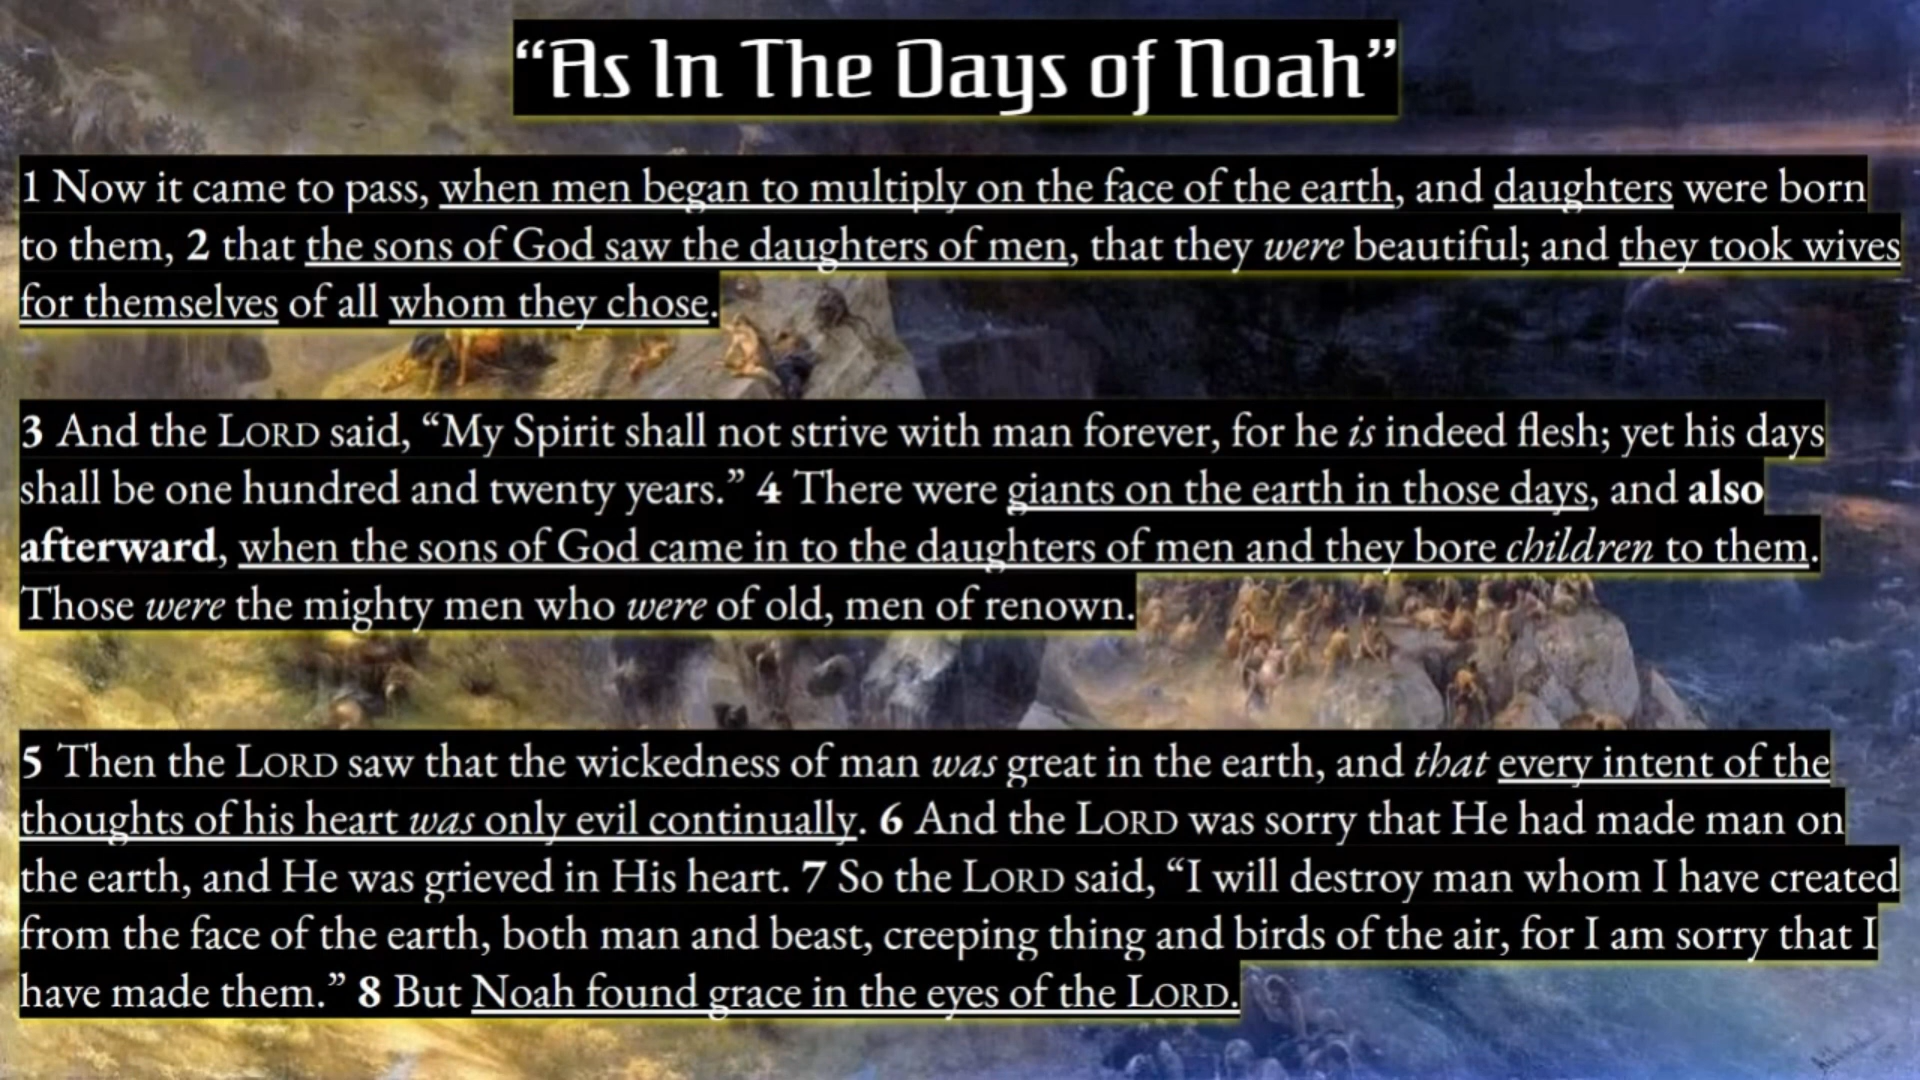 “As In The Days of Noah”
1 Now it came to pass, when men began to multiply on the face of the earth, and daughters were born
to them, 2 that the sons of God saw the daughters of men, that they were beautiful; and they took wives
for themselves of all whom they chose.
3 And the LORD said, “My Spirit shall not strive with man forever, for he is indeed flesh; yet his days
shall be one hundred and twenty years.” 4 There were giants on the earth in those days, and also
afterward, when the sons of God came in to the daughters of men and they bore children to them.
Those were the mighty men who were of old, men of renown.
5 Then the LORD saw that the wickedness of man was great in the earth, and that every intent of the
thoughts of his heart was only evil continually. 6 And the LORD was sorry that He had made man on
the earth, and He was grieved in His heart. 7 So the LORD said, “I will destroy man whom I have created
from the face of the earth, both man and beast, creeping thing and birds of the air, for I am sorry that I
have made them.” 8 But Noah found grace in the eyes of the LORD.